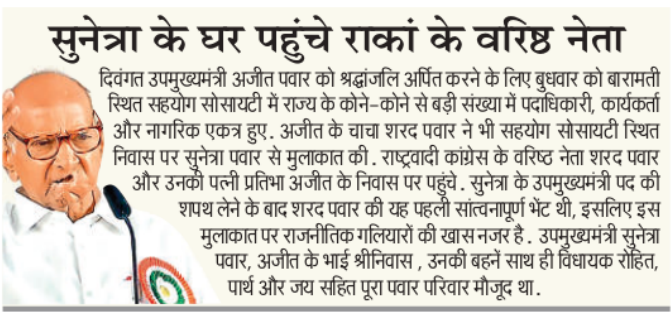 सुनेत्रा के घर पहुंचे राकां के वरिष्ठ नेता
दिवंगत उपमुख्यमंत्री अजीत पवार को श्रद्धांजलि अर्पित करने के लिए बुधवार को बारामती
स्थित सहयोग सोसायटी में राज्य के कोने-कोने से बड़ी संख्या में पदाधिकारी, कार्यकर्ता
और नागरिक एकत्र हुए. अजीत के चाचा शरद पवार ने भी सहयोग सोसायटी स्थित
निवास पर सुनेत्रा पवार से मुलाकात की. राष्ट्रवादी कांग्रेस के वरिष्ठ नेता शरद पवार
और उनकी पत्नी प्रतिभा अजीत के निवास पर पहुंचे. सुनेत्रा के उपमुख्यमंत्री पद की
शपथ लेने के बाद शरद पवार की यह पहली सांत्वनापूर्ण भेंट थी, इसलिए इस
मुलाकात पर राजनीतिक गलियारों की खास नजर है. उपमुख्यमंत्री सुनेत्रा
पवार, अजीत के भाई श्रीनिवास , उनकी बहनें साथ ही विधायक रोहित,
पार्थ और जय सहित पूरा पवार परिवार मौजूद था.